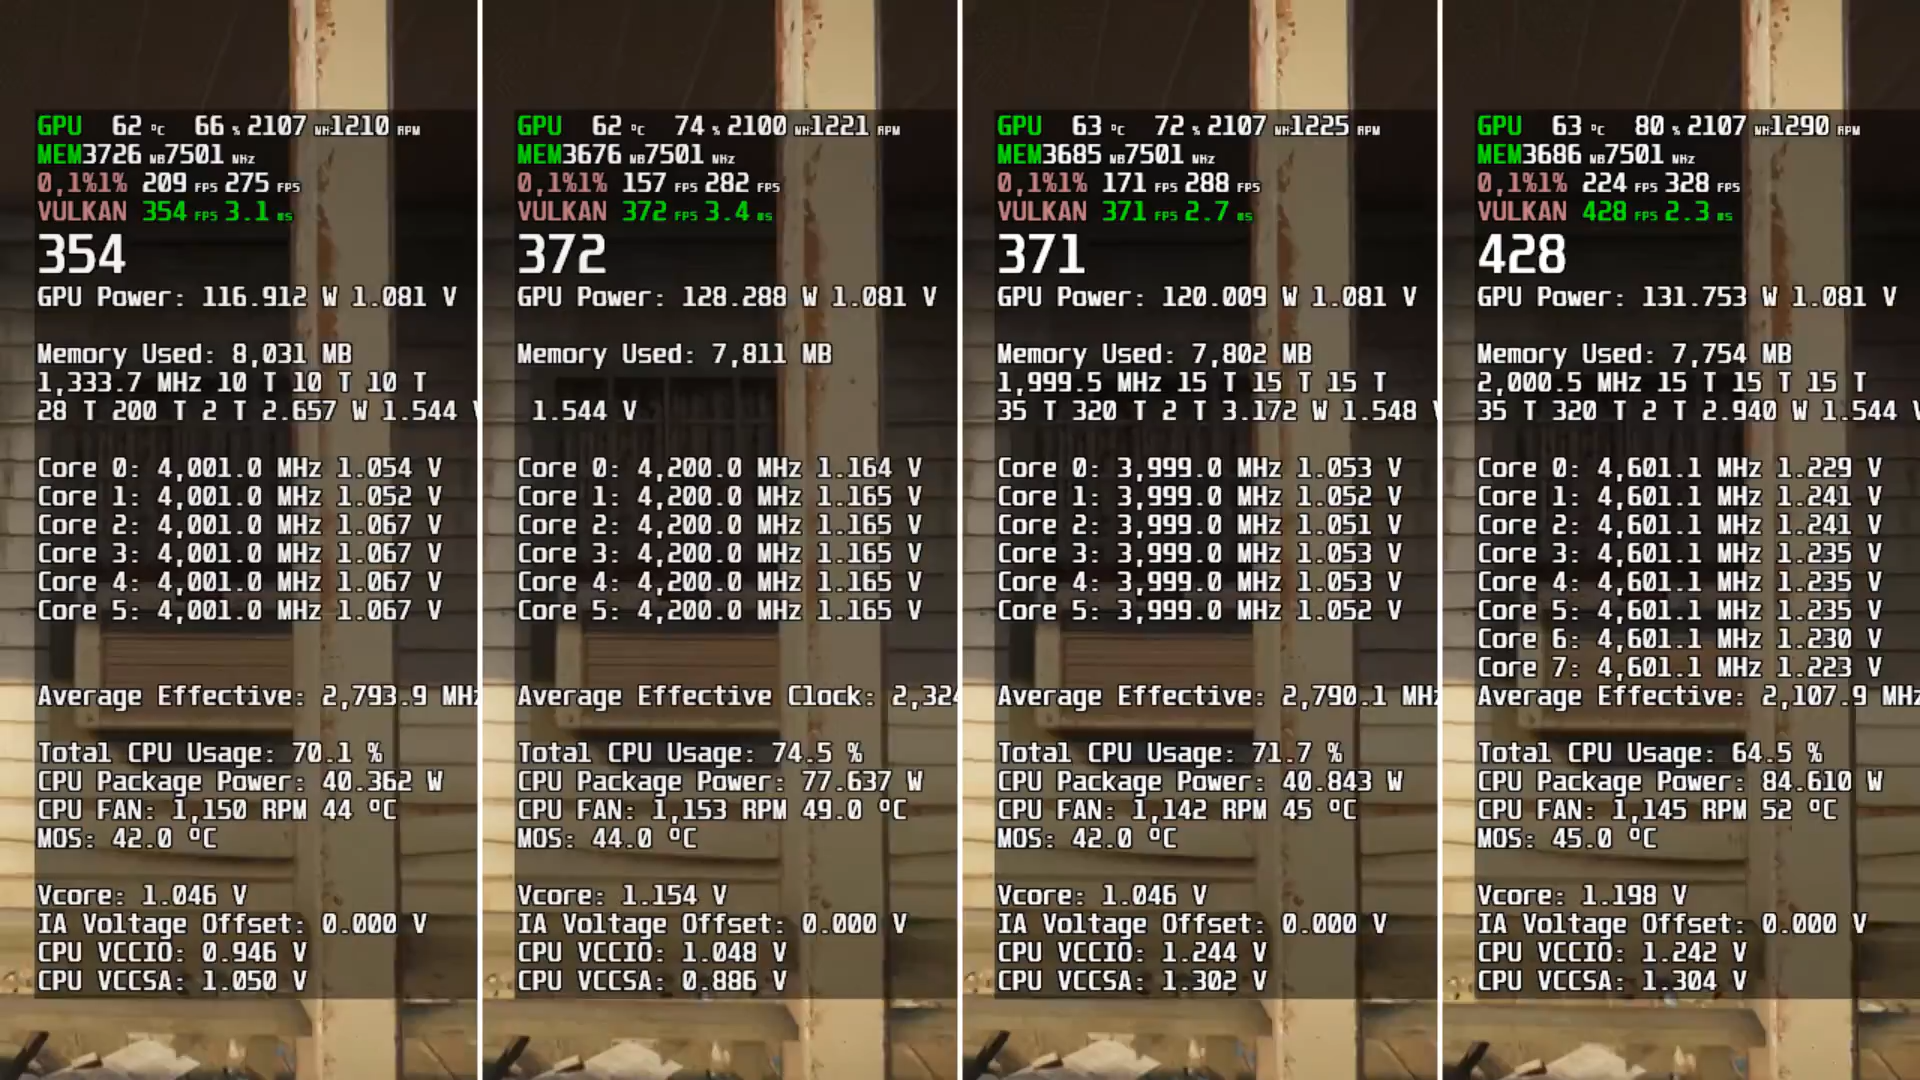 GPU 62 °C 66 % 2107 MHz 1210 RPM
MEM 3726 MB 7501 MHz
0,1% 1% 209 FPS 275 FPS
VULKAN 354 FPS 3.1 ms
354
GPU Power: 116.912 W 1.081 V
Memory Used: 8,031 MB
1,333.7 MHz 10 T 10 T 10 T
28 T 200 T 2 T 2.657 W 1.544 V
Core 0: 4,001.0 MHz 1.054 V
Core 1: 4,001.0 MHz 1.052 V
Core 2: 4,001.0 MHz 1.067 V
Core 3: 4,001.0 MHz 1.067 V
Core 4: 4,001.0 MHz 1.067 V
Core 5: 4,001.0 MHz 1.067 V
Average Effective: 2,793.9 MHz
Total CPU Usage: 70.1 %
CPU Package Power: 40.362 W
CPU FAN: 1,150 RPM 44 ºC
MOS: 42.0 ºC
Vcore: 1.046 V
IA Voltage Offset: 0.000 V
CPU VCCIO: 0.946 V
CPU VCCSA: 1.050 V
GPU 62 °C 74 % 2100 MHz 1221 RPM
MEM 3676 MB 7501 MHz
0,1% 1% 157 FPS 282 FPS
VULKAN 372 FPS 3.4 ms
372
GPU Power: 128.288 W 1.081 V
Memory Used: 7,811 MB
1.544 V
Core 0: 4,200.0 MHz 1.164 V
Core 1: 4,200.0 MHz 1.165 V
Core 2: 4,200.0 MHz 1.165 V
Core 3: 4,200.0 MHz 1.165 V
Core 4: 4,200.0 MHz 1.165 V
Core 5: 4,200.0 MHz 1.165 V
Average Effective Clock: 2,324
Total CPU Usage: 74.5 %
CPU Package Power: 77.637 W
CPU FAN: 1,153 RPM 49.0 ºC
MOS: 44.0 ºC
Vcore: 1.154 V
IA Voltage Offset: 0.000 V
CPU VCCIO: 1.048 V
CPU VCCSA: 0.886 V
GPU 63 °C 72 % 2107 MHz 1225 RPM
MEM 3685 MB 7501 MHz
0,1% 1% 171 FPS 288 FPS
VULKAN 371 FPS 2.7 ms
371
GPU Power: 120.009 W 1.081 V
Memory Used: 7,802 MB
1,999.5 MHz 15 T 15 T 15 T
35 T 320 T 2 T 3.172 W 1.548 V
Core 0: 3,999.0 MHz 1.053 V
Core 1: 3,999.0 MHz 1.052 V
Core 2: 3,999.0 MHz 1.051 V
Core 3: 3,999.0 MHz 1.053 V
Core 4: 3,999.0 MHz 1.053 V
Core 5: 3,999.0 MHz 1.052 V
Average Effective: 2,790.1 MHz
Total CPU Usage: 71.7 %
CPU Package Power: 40.843 W
CPU FAN: 1,142 RPM 45 ºC
MOS: 42.0 ºC
Vcore: 1.046 V
IA Voltage Offset: 0.000 V
CPU VCCIO: 1.244 V
CPU VCCSA: 1.302 V
GPU 63 °C 80 % 2107 MHz 1290 RPM
MEM 3686 MB 7501 MHz
0,1% 1% 224 FPS 328 FPS
VULKAN 428 FPS 2.3 ms
428
GPU Power: 131.753 W 1.081 V
Memory Used: 7,754 MB
2,000.5 MHz 15 T 15 T 15 T
35 T 320 T 2 T 2.940 W 1.544 V
Core 0: 4,601.1 MHz 1.229 V
Core 1: 4,601.1 MHz 1.241 V
Core 2: 4,601.1 MHz 1.241 V
Core 3: 4,601.1 MHz 1.235 V
Core 4: 4,601.1 MHz 1.235 V
Core 5: 4,601.1 MHz 1.235 V
Core 6: 4,601.1 MHz 1.230 V
Core 7: 4,601.1 MHz 1.223 V
Average Effective: 2,107.9 MHz
Total CPU Usage: 64.5 %
CPU Package Power: 84.610 W
CPU FAN: 1,145 RPM 52 ºC
MOS: 45.0 ºC
Vcore: 1.198 V
IA Voltage Offset: 0.000 V
CPU VCCIO: 1.242 V
CPU VCCSA: 1.304 V